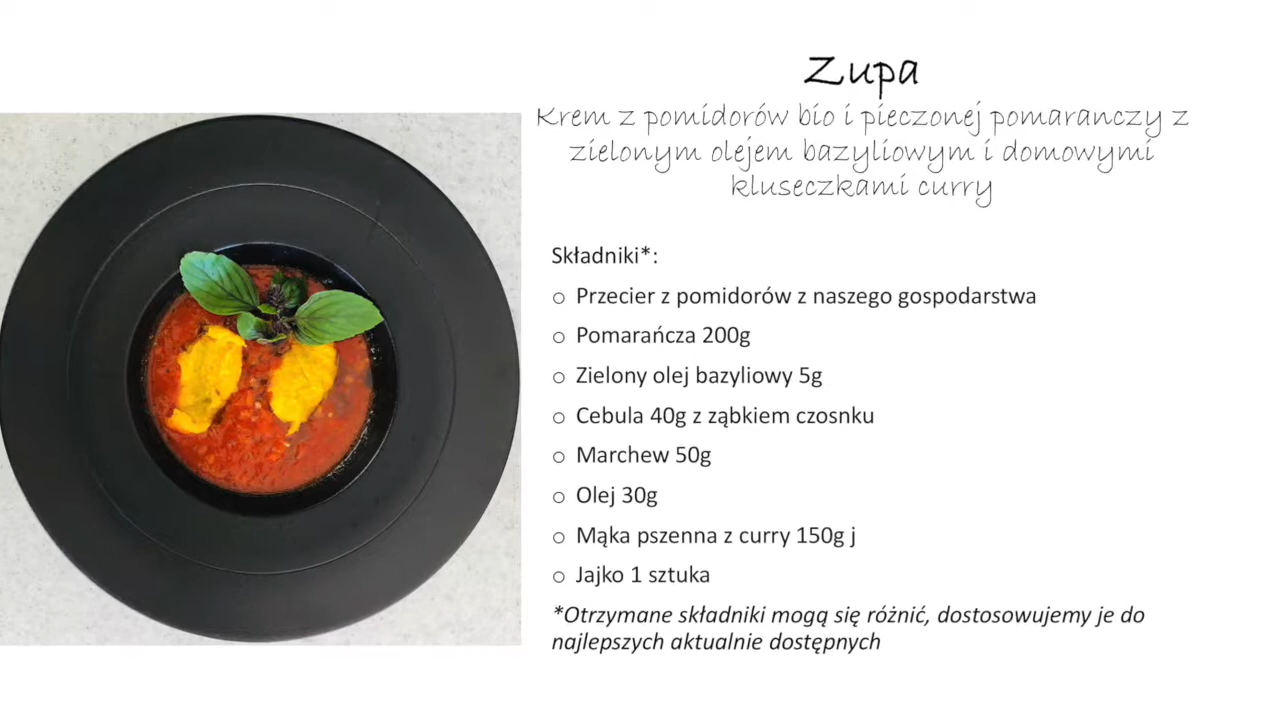 Zupa
Krem z pomidorów bio i pieczonej pomaranczy z
zielonym olejem bazyliowym i domowymi
kluseczkami curry
Składniki*:
o Przecier z pomidorów z naszego gospodarstwa
o Pomarańcza 200g
o Zielony olej bazyliowy 5g
o Cebula 40g z ząbkiem czosnku
o Marchew 50g
o Olej 30g
o Mąka pszenna z curry 150g j
o Jajko 1 sztuka
*Otrzymane składniki mogą się różnić, dostosowujemy je do
najlepszych aktualnie dostępnych